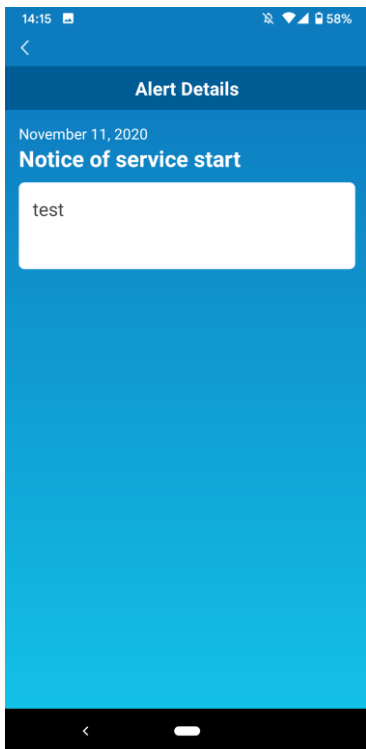 14:15 58%
Alert Details
November 11, 2020
Notice of service start
test